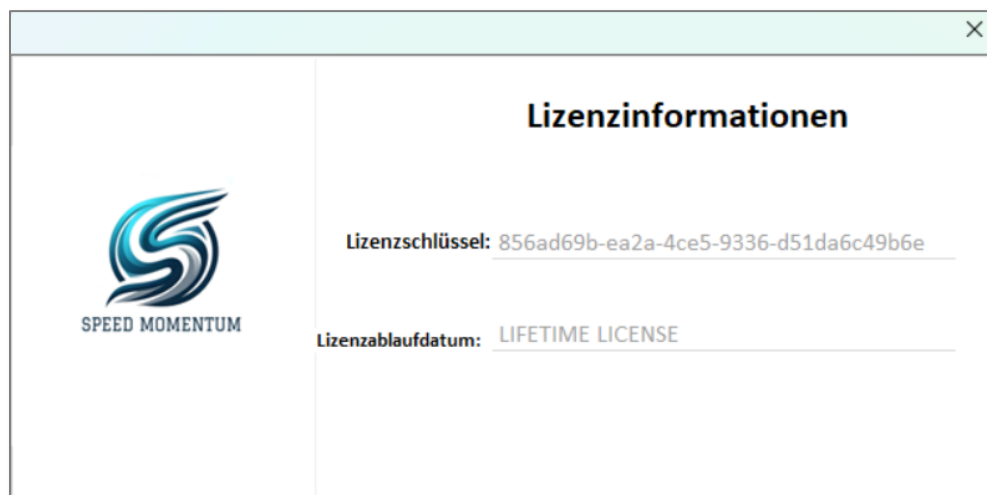 Lizenzinformationen
Lizenzschlüssel: 856ad69b-ea2a-4ce5-9336-d51da6c49b6e
SPEED MOMENTUM
Lizenzablaufdatum: LIFETIME LICENSE